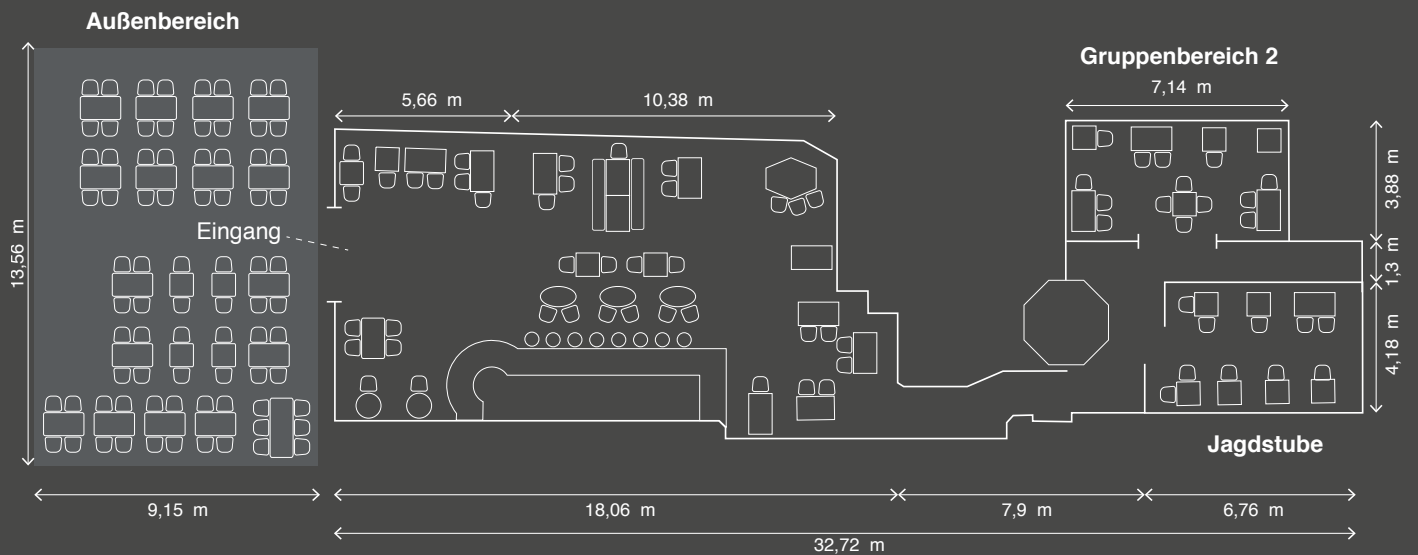 Außenbereich
Gruppenbereich 2
7,14 m
5,66 m
10,38 m
3,88 m
Eingang
13,56 m
1,3 m
4,18 m
Jagdstube
9,15 m
18,06 m
7,9 m
6,76 m
32,72 m